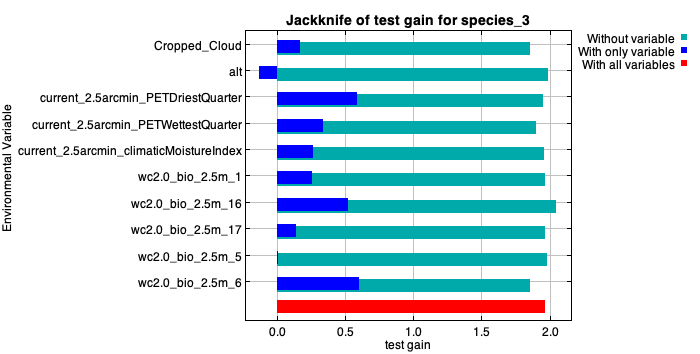 Jackknife of test gain for species_3
Without variable
With only variable
With all variables
Environmental Variable
Cropped_Cloud
alt
current_2.5arcmin_PETDriestQuarter
current_2.5arcmin_PETWettestQuarter
current_2.5arcmin_climaticMoistureIndex
wc2.0_bio_2.5m_1
wc2.0_bio_2.5m_16
wc2.0_bio_2.5m_17
wc2.0_bio_2.5m_5
wc2.0_bio_2.5m_6
0.0 0.5 1.0 1.5 2.0
test gain